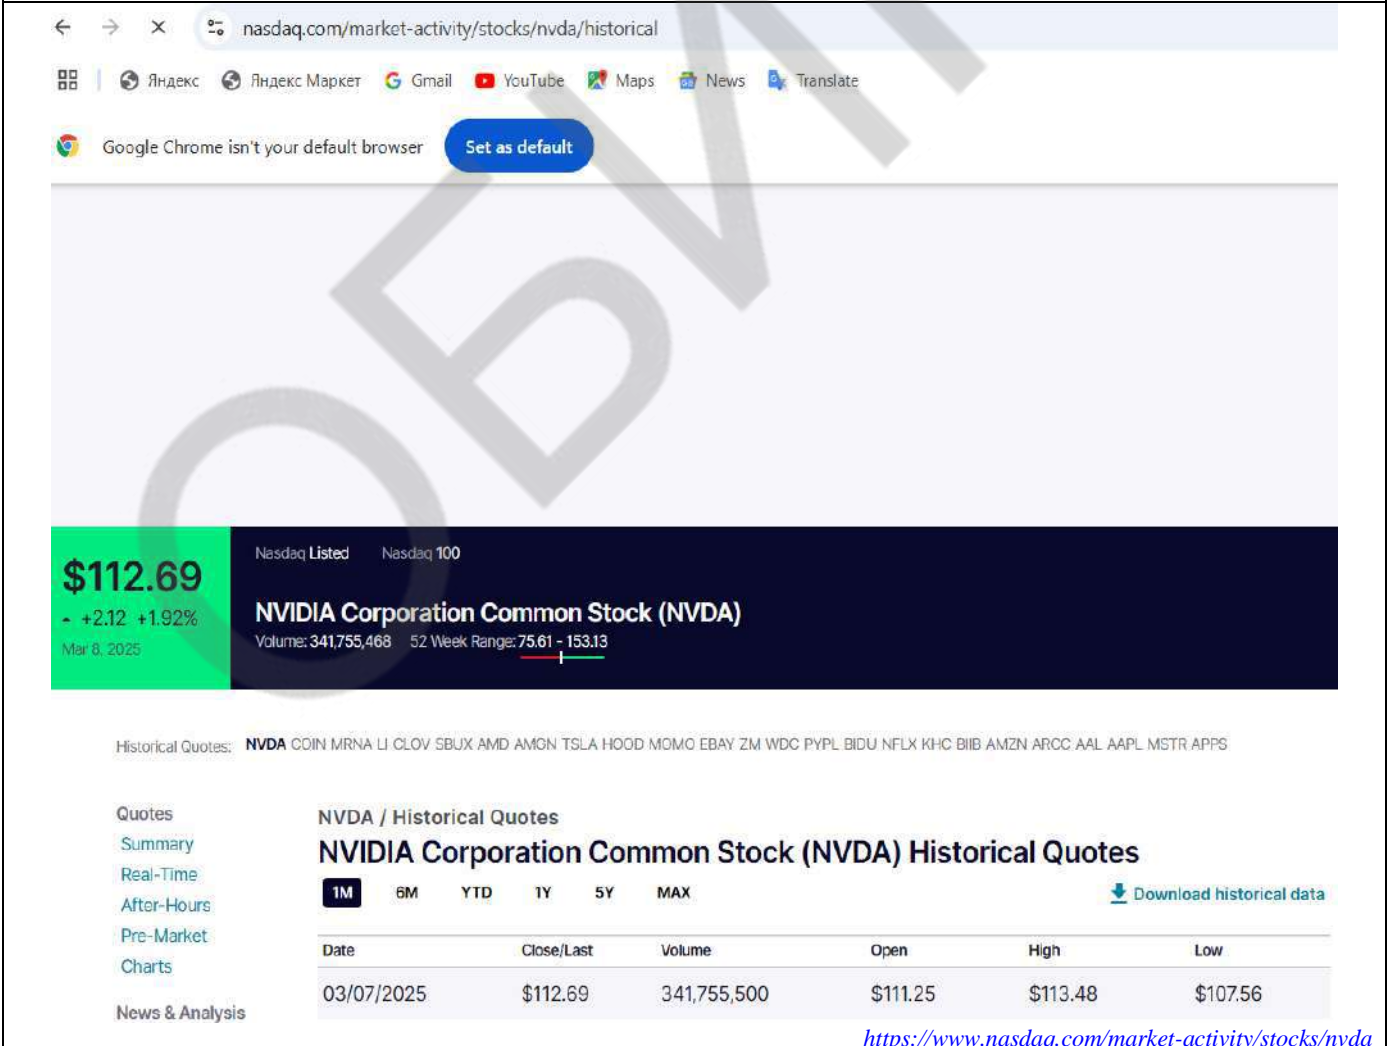 nasdaq.com/market-activity/stocks/nvda/historical
Яндекс Яндекс Маркет Gmail YouTube Maps News Translate
Google Chrome isn't your default browser Set as default
ОБИ
$112.69
+2.12 +1.92%
Mar 8, 2025
Nasdaq Listed Nasdaq 100
NVIDIA Corporation Common Stock (NVDA)
Volume: 341,755,468 52 Week Range: 75.61 - 153.13
Historical Quotes: NVDA COIN MRNA LI CLOV SBUX AMD AMGN TSLA HOOD MOMO EBAY ZM WDC PYPL BIDU NFLX KHC BIIB AMZN ARCC AAL AAPL MSTR APPS
Quotes
Summary
Real-Time
After-Hours
Pre-Market
Charts
News & Analysis
NVDA / Historical Quotes
NVIDIA Corporation Common Stock (NVDA) Historical Quotes
1M 6M YTD 1Y 5Y MAX Download historical data
Date Close/Last Volume Open High Low
03/07/2025 $112.69 341,755,500 $111.25 $113.48 $107.56
https://www.nasdaq.com/market-activity/stocks/nvda